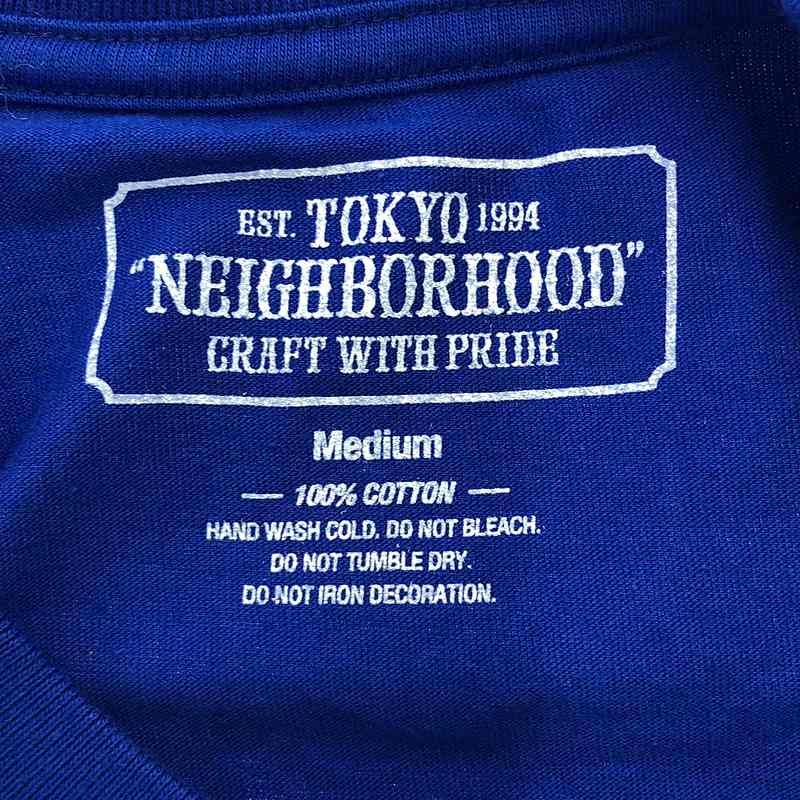 EST. TOKYO 1994
"NEIGHBORHOOD"
CRAFT WITH PRIDE
Medium
— 100% COTTON —
HAND WASH COLD. DO NOT BLEACH.
DO NOT TUMBLE DRY.
DO NOT IRON DECORATION.